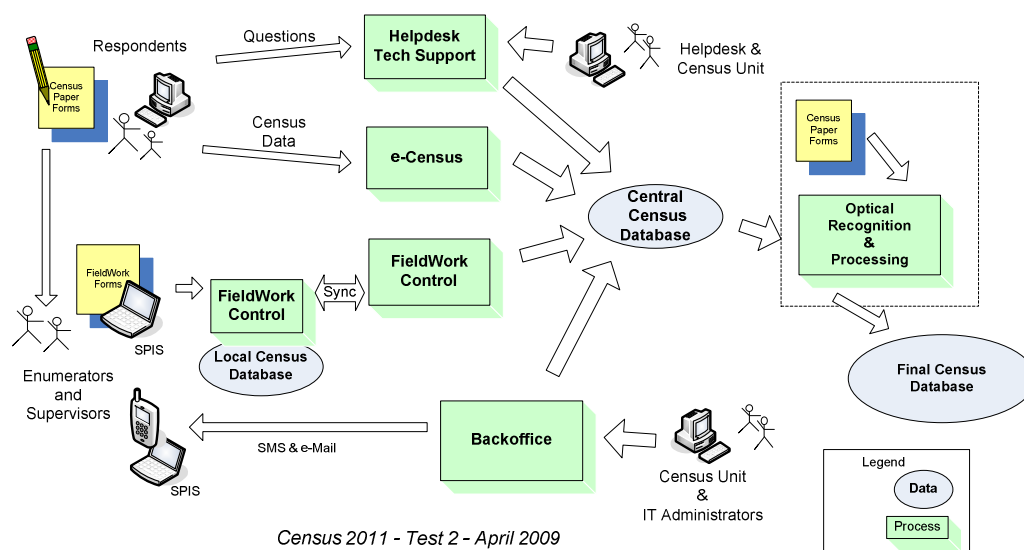 Respondents
Questions
Helpdesk
Tech Support
Helpdesk &
Census Unit
Census
Paper
Forms
Census
Data
e-Census
Census
Paper
Forms
Central
Census
Database
Optical
Recognition
&
Processing
FieldWork
Forms
SPIS
FieldWork
Control
Sync
FieldWork
Control
Local Census
Database
Enumerators
and
Supervisors
Final Census
Database
SMS & e-Mail
SPIS
Backoffice
Census Unit
&
IT Administrators
Legend
Data
Process
Census 2011 - Test 2 - April 2009